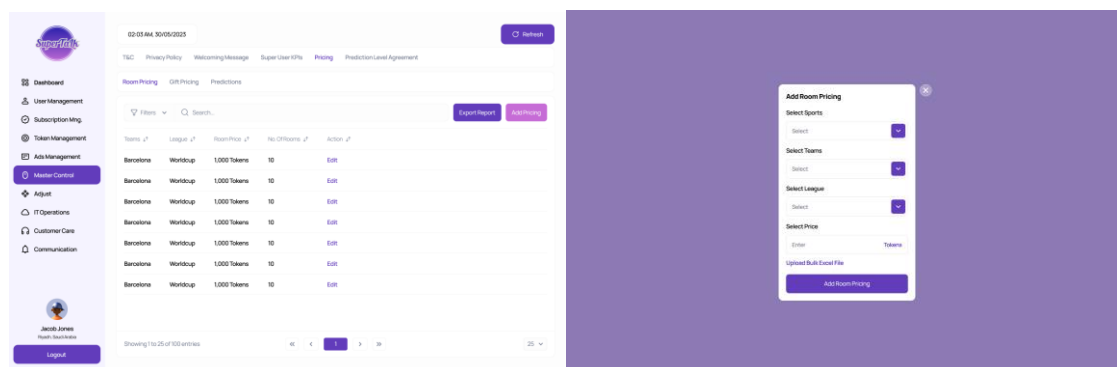 SuperTalk
02:03 AM, 30/05/2023
Refresh
T&C Privacy Policy Welcoming Message Super User KPIs Pricing Prediction Level Agreement
Room Pricing Gift Pricing Predictions
Filters Search...
Export Report Add Pricing
Teams League Room Price No. Of Rooms Action
Barcelona Worldcup 1,000 Tokens 10 Edit
Barcelona Worldcup 1,000 Tokens 10 Edit
Barcelona Worldcup 1,000 Tokens 10 Edit
Barcelona Worldcup 1,000 Tokens 10 Edit
Barcelona Worldcup 1,000 Tokens 10 Edit
Barcelona Worldcup 1,000 Tokens 10 Edit
Barcelona Worldcup 1,000 Tokens 10 Edit
Showing 1 to 25 of 100 entries
« ‹ 1 › »
25
Dashboard
User Management
Subscription Mng.
Token Management
Ads Management
Master Control
Adjust
IT Operations
Customer Care
Communication
Jacob Jones
Riyadh, Saudi Arabia
Logout
Add Room Pricing
Select Sports
Select
Select Teams
Select
Select League
Select
Select Price
Enter Tokens
Upload Bulk Excel File
Add Room Pricing